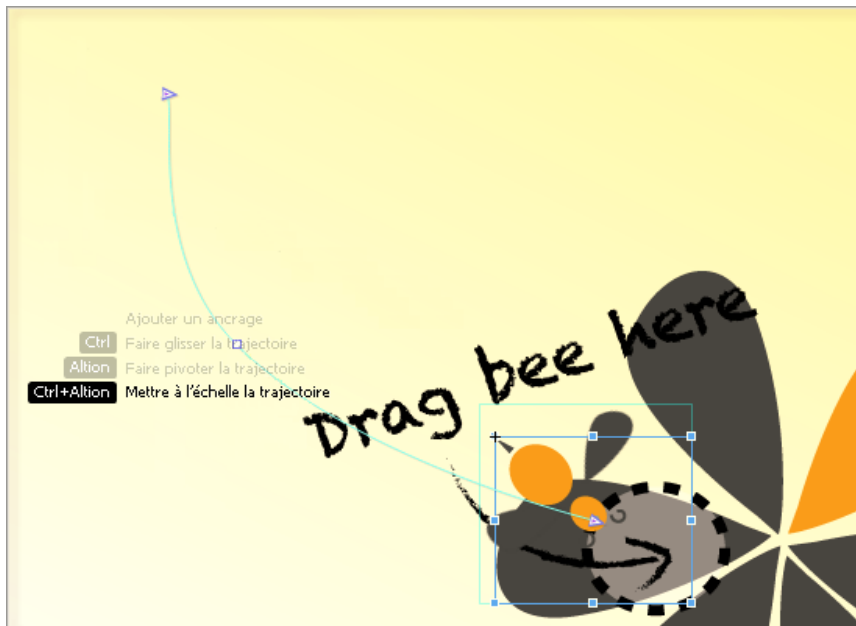 Ajouter un ancrage
Ctrl Faire glisser la trajectoire
Altion Faire pivoter la trajectoire
Ctrl+Altion Mettre à l'échelle la trajectoire
Drag bee here